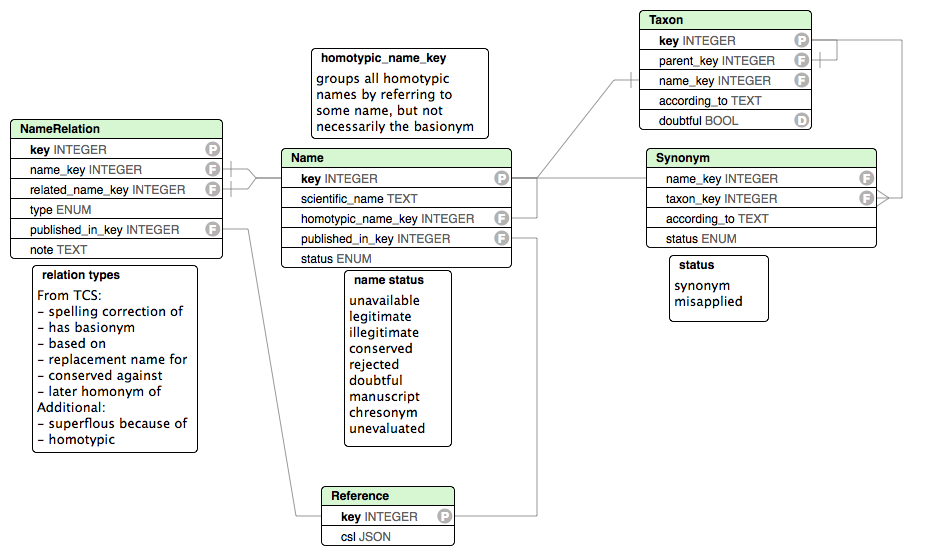 Taxon
key INTEGER P
parent_key INTEGER F
name_key INTEGER F
according_to TEXT
doubtful BOOL D
homotypic_name_key
groups all homotypic
names by referring to
some name, but not
necessarily the basionym
NameRelation
key INTEGER P
name_key INTEGER F
related_name_key INTEGER F
type ENUM
published_in_key INTEGER F
note TEXT
Name
key INTEGER P
scientific_name TEXT
homotypic_name_key INTEGER F
published_in_key INTEGER F
status ENUM
Synonym
name_key INTEGER F
taxon_key INTEGER F
according_to TEXT
status ENUM
relation types
From TCS:
- spelling correction of
- has basionym
- based on
- replacement name for
- conserved against
- later homonym of
Additional:
- superflous because of
- homotypic
name status
unavailable
legitimate
illegitimate
conserved
rejected
doubtful
manuscript
chresonym
unevaluated
status
synonym
misapplied
Reference
key INTEGER P
csl JSON